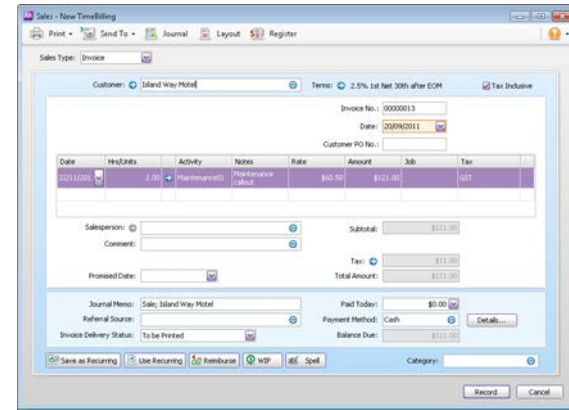 Sales - New TimeBilling
Print Send To Journal Layout Register
Sales Type: Invoice
Customer: Island Way Motel Terms: 2.5% 1st Net 30th after EOM Tax Inclusive
Invoice No.: 00000013
Date: 20/09/2011
Customer PO No.:
Date Hrs/Units Activity Notes Rate Amount Job Tax
22/11/201 2.00 Maintenance01 Maintenance callout $60.50 $121.00 GST
Salesperson: Subtotal: $121.00
Comment:
Tax: $11.00
Promised Date: Total Amount: $121.00
Journal Memo: Sale; Island Way Motel Paid Today: $0.00
Referral Source: Payment Method: Cash Details...
Invoice Delivery Status: To be Printed Balance Due: $121.00
Save as Recurring Use Recurring Reimburse WIP Spell Category:
Record Cancel